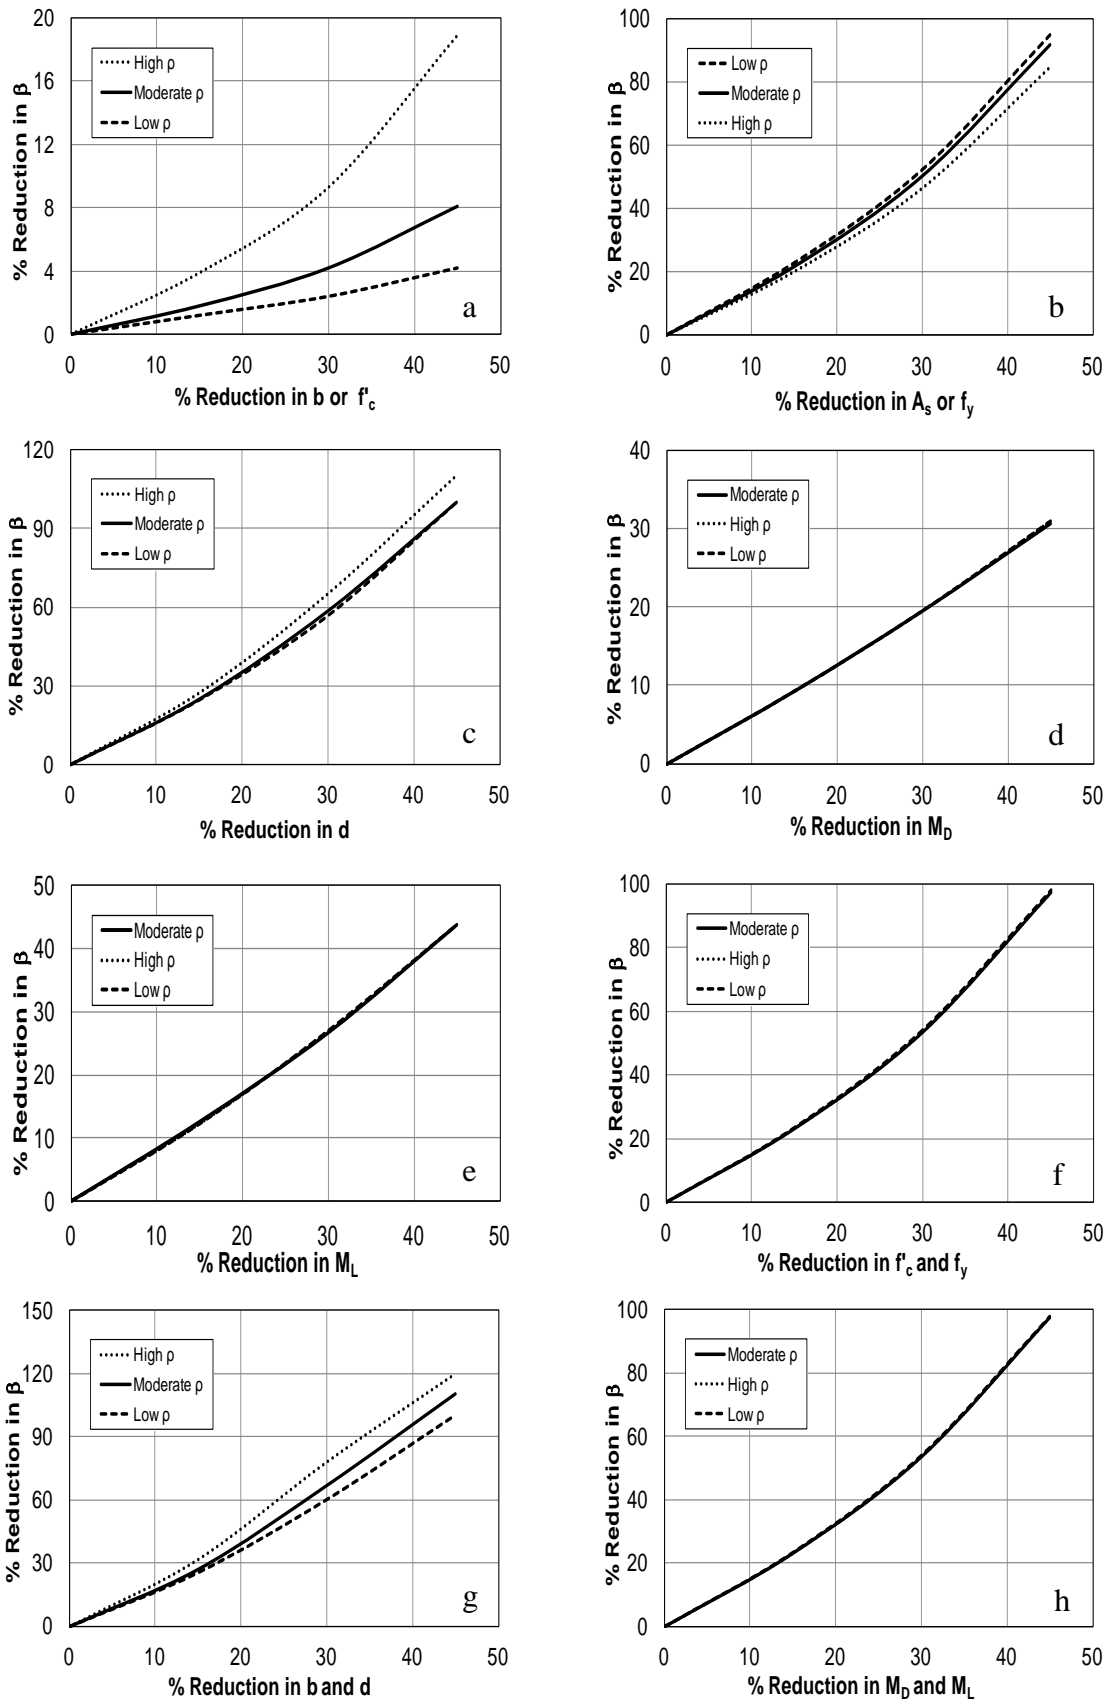 % Reduction in β
20
16
12
8
4
0
High ρ
Moderate ρ
Low ρ
a
0 10 20 30 40 50
% Reduction in b or f'c
% Reduction in β
100
80
60
40
20
0
Low ρ
Moderate ρ
High ρ
b
0 10 20 30 40 50
% Reduction in As or fy
% Reduction in β
120
90
60
30
0
High ρ
Moderate ρ
Low ρ
c
0 10 20 30 40 50
% Reduction in d
% Reduction in β
40
30
20
10
0
Moderate ρ
High ρ
Low ρ
d
0 10 20 30 40 50
% Reduction in MD
% Reduction in β
50
40
30
20
10
0
Moderate ρ
High ρ
Low ρ
e
0 10 20 30 40 50
% Reduction in ML
% Reduction in β
100
80
60
40
20
0
Moderate ρ
High ρ
Low ρ
f
0 10 20 30 40 50
% Reduction in f'c and fy
% Reduction in β
150
120
90
60
30
0
High ρ
Moderate ρ
Low ρ
g
0 10 20 30 40 50
% Reduction in b and d
% Reduction in β
100
80
60
40
20
0
Moderate ρ
High ρ
Low ρ
h
0 10 20 30 40 50
% Reduction in MD and ML